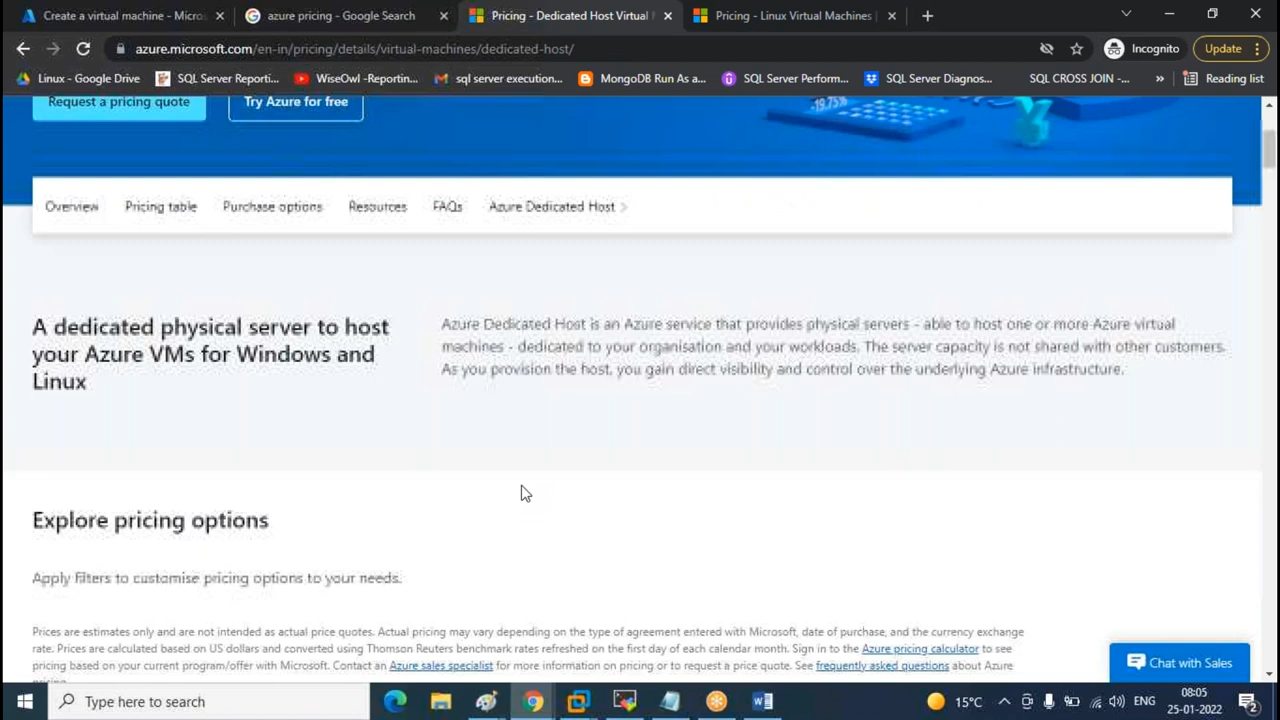 Create a virtual machine - Micro
azure pricing - Google Search
Pricing - Dedicated Host Virtual
Pricing - Linux Virtual Machines
azure.microsoft.com/en-in/pricing/details/virtual-machines/dedicated-host/
Incognito
Update
Linux - Google Drive
SQL Server Reporti...
WiseOwl -Reportin...
sql server execution...
MongoDB Run As a...
SQL Server Perform...
SQL Server Diagnos...
SQL CROSS JOIN -...
»
Reading list
Request a pricing quote
Try Azure for free
-19.75%
Overview
Pricing table
Purchase options
Resources
FAQs
Azure Dedicated Host
A dedicated physical server to host
your Azure VMs for Windows and
Linux
Azure Dedicated Host is an Azure service that provides physical servers - able to host one or more Azure virtual
machines - dedicated to your organisation and your workloads. The server capacity is not shared with other customers.
As you provision the host, you gain direct visibility and control over the underlying Azure infrastructure.
Explore pricing options
Apply filters to customise pricing options to your needs.
Prices are estimates only and are not intended as actual price quotes. Actual pricing may vary depending on the type of agreement entered with Microsoft, date of purchase, and the currency exchange
rate. Prices are calculated based on US dollars and converted using Thomson Reuters benchmark rates refreshed on the first day of each calendar month. Sign in to the Azure pricing calculator to see
pricing based on your current program/offer with Microsoft. Contact an Azure sales specialist for more information on pricing or to request a price quote. See frequently asked questions about Azure
pricing.
Chat with Sales
Type here to search
15°C
ENG
08:05
25-01-2022
2